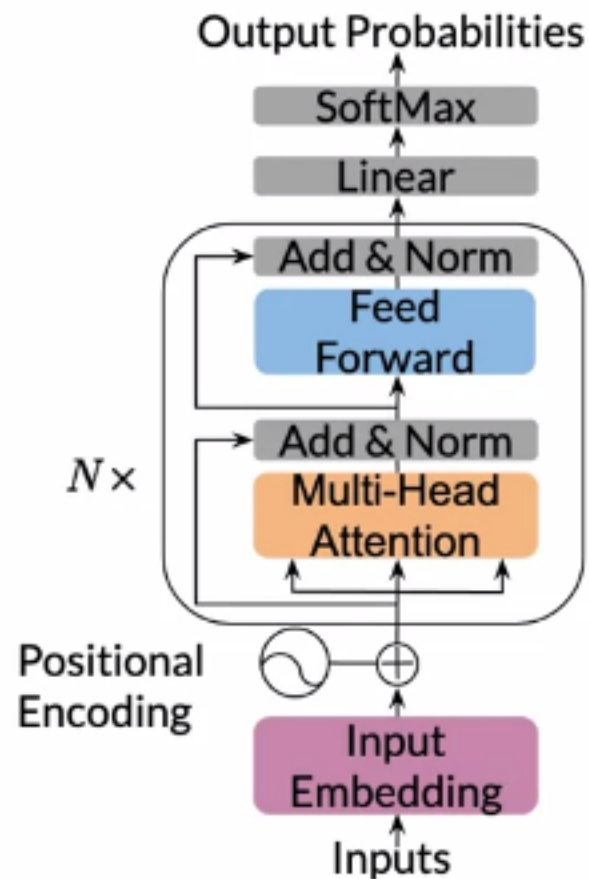 Output Probabilities
SoftMax
Linear
Add & Norm
Feed
Forward
Add & Norm
N×
Multi-Head
Attention
Positional
Encoding
Input
Embedding
Inputs